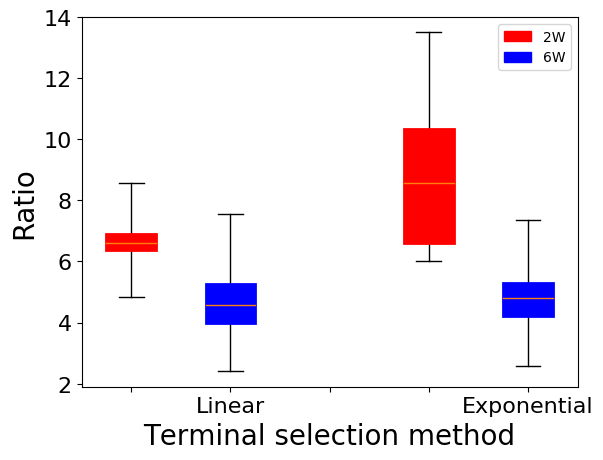 14
12
10
8
6
4
2
Ratio
2W
6W
Linear
Exponential
Terminal selection method